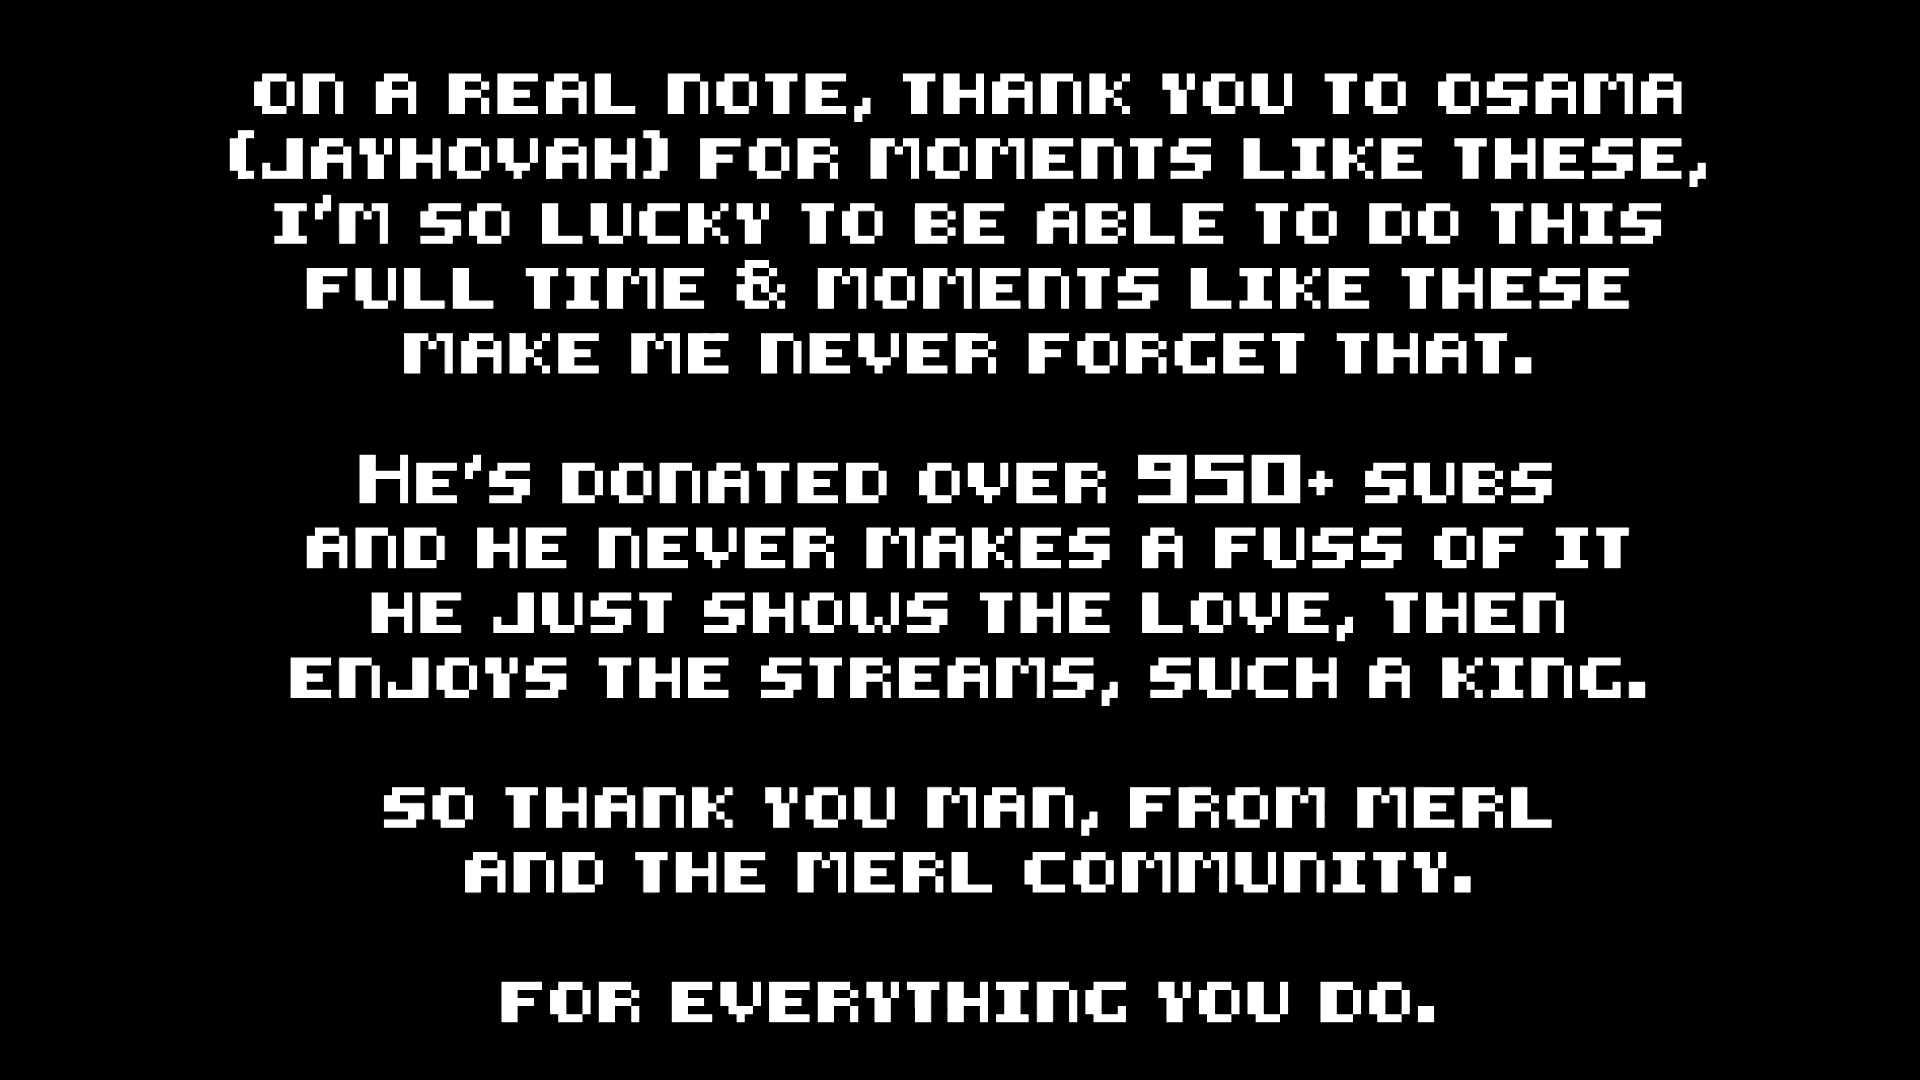 ON A REAL NOTE, THANK YOU TO OSAMA
(JAYHOVAH) FOR MOMENTS LIKE THESE,
I'M SO LUCKY TO BE ABLE TO DO THIS
FULL TIME & MOMENTS LIKE THESE
MAKE ME NEVER FORGET THAT.
HE'S DONATED OVER 950+ SUBS
AND HE NEVER MAKES A FUSS OF IT
HE JUST SHOWS THE LOVE, THEN
ENJOYS THE STREAMS, SUCH A KING.
SO THANK YOU MAN, FROM MERL
AND THE MERL COMMUNITY.
FOR EVERYTHING YOU DO.